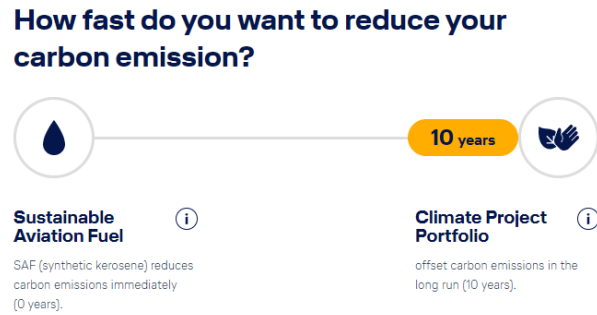 How fast do you want to reduce your
carbon emission?
10 years
Sustainable
Aviation Fuel
i
SAF (synthetic kerosene) reduces
carbon emissions immediately
(0 years).
Climate Project
Portfolio
i
offset carbon emissions in the
long run (10 years).